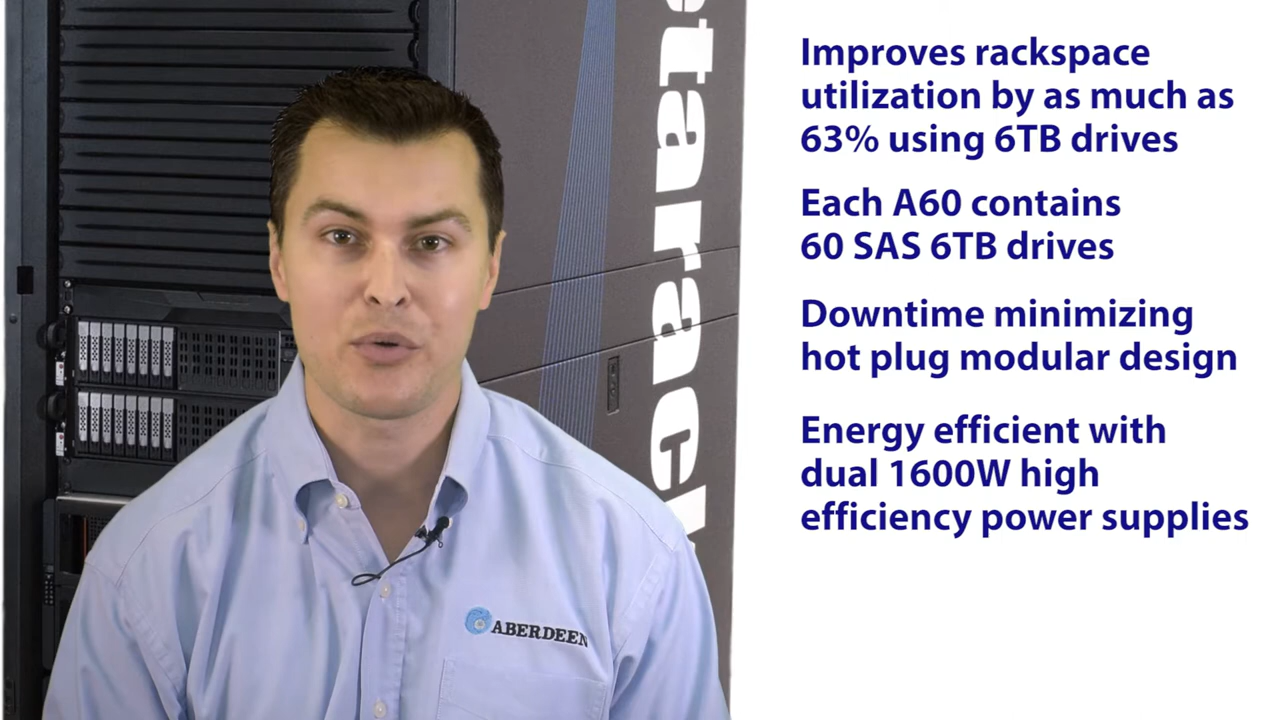 Improves rackspace
utilization by as much as
63% using 6TB drives
Each A60 contains
60 SAS 6TB drives
Downtime minimizing
hot plug modular design
Energy efficient with
dual 1600W high
efficiency power supplies
etarack
ABERDEEN